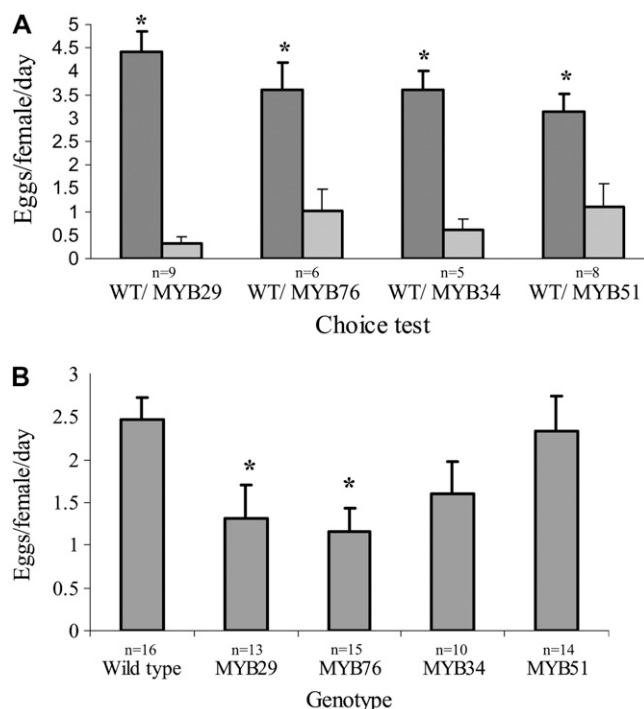 A
Eggs/female/day
5
4.5
4
3.5
3
2.5
2
1.5
1
0.5
0
* * * *
n=9 n=6 n=5 n=8
WT/ MYB29 WT/ MYB76 WT/ MYB34 WT/ MYB51
Choice test
B
Eggs/female/day
3
2.5
2
1.5
1
0.5
0
* *
n=16 n=13 n=15 n=10 n=14
Wild type MYB29 MYB76 MYB34 MYB51
Genotype